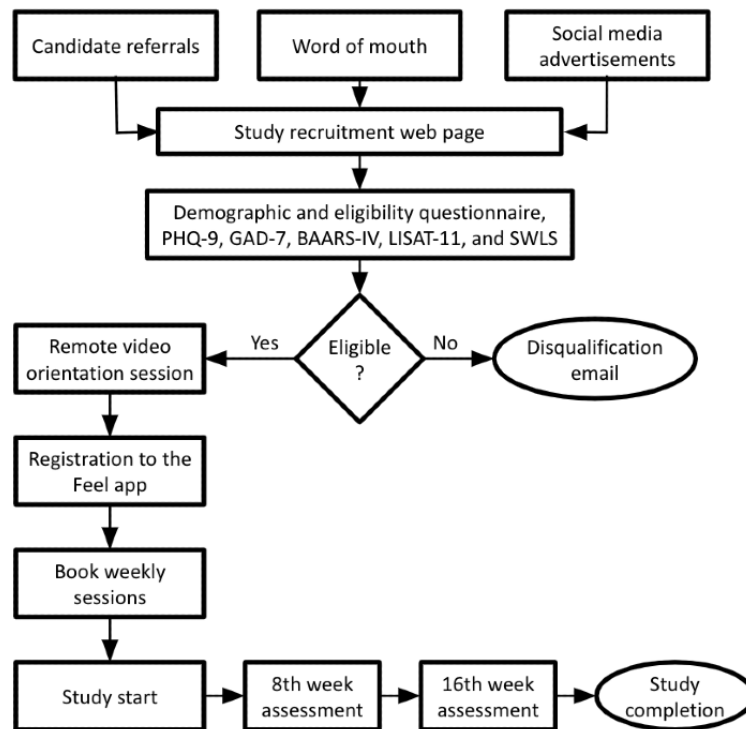 Candidate referrals
Word of mouth
Social media
advertisements
Study recruitment web page
Demographic and eligibility questionnaire,
PHQ-9, GAD-7, BAARS-IV, LISAT-11, and SWLS
Remote video
orientation session
Yes
Eligible
?
No
Disqualification
email
Registration to the
Feel app
Book weekly
sessions
Study start
8th week
assessment
16th week
assessment
Study
completion